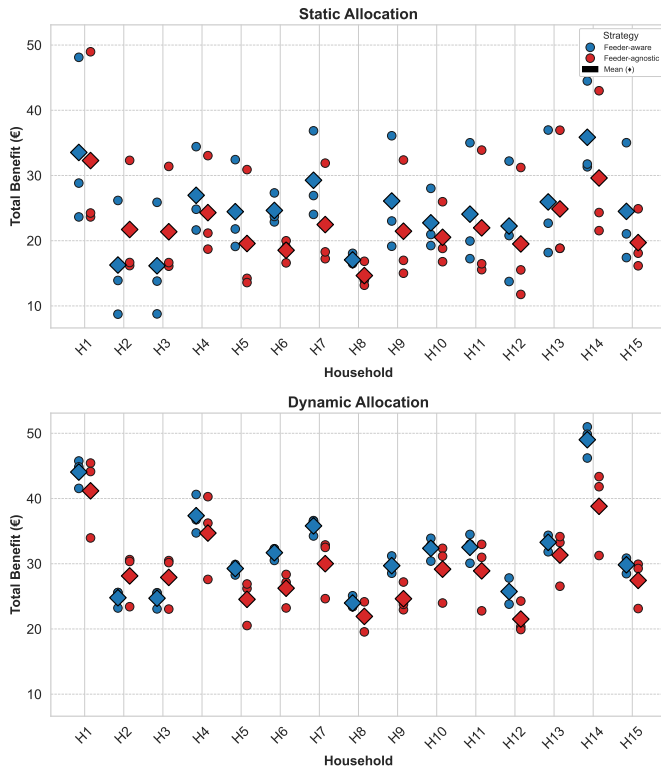 Static Allocation
Strategy
Feeder-aware
Feeder-agnostic
Mean (♦)
Total Benefit (€)
50
40
30
20
10
H1 H2 H3 H4 H5 H6 H7 H8 H9 H10 H11 H12 H13 H14 H15
Household
Dynamic Allocation
Total Benefit (€)
50
40
30
20
10
H1 H2 H3 H4 H5 H6 H7 H8 H9 H10 H11 H12 H13 H14 H15
Household